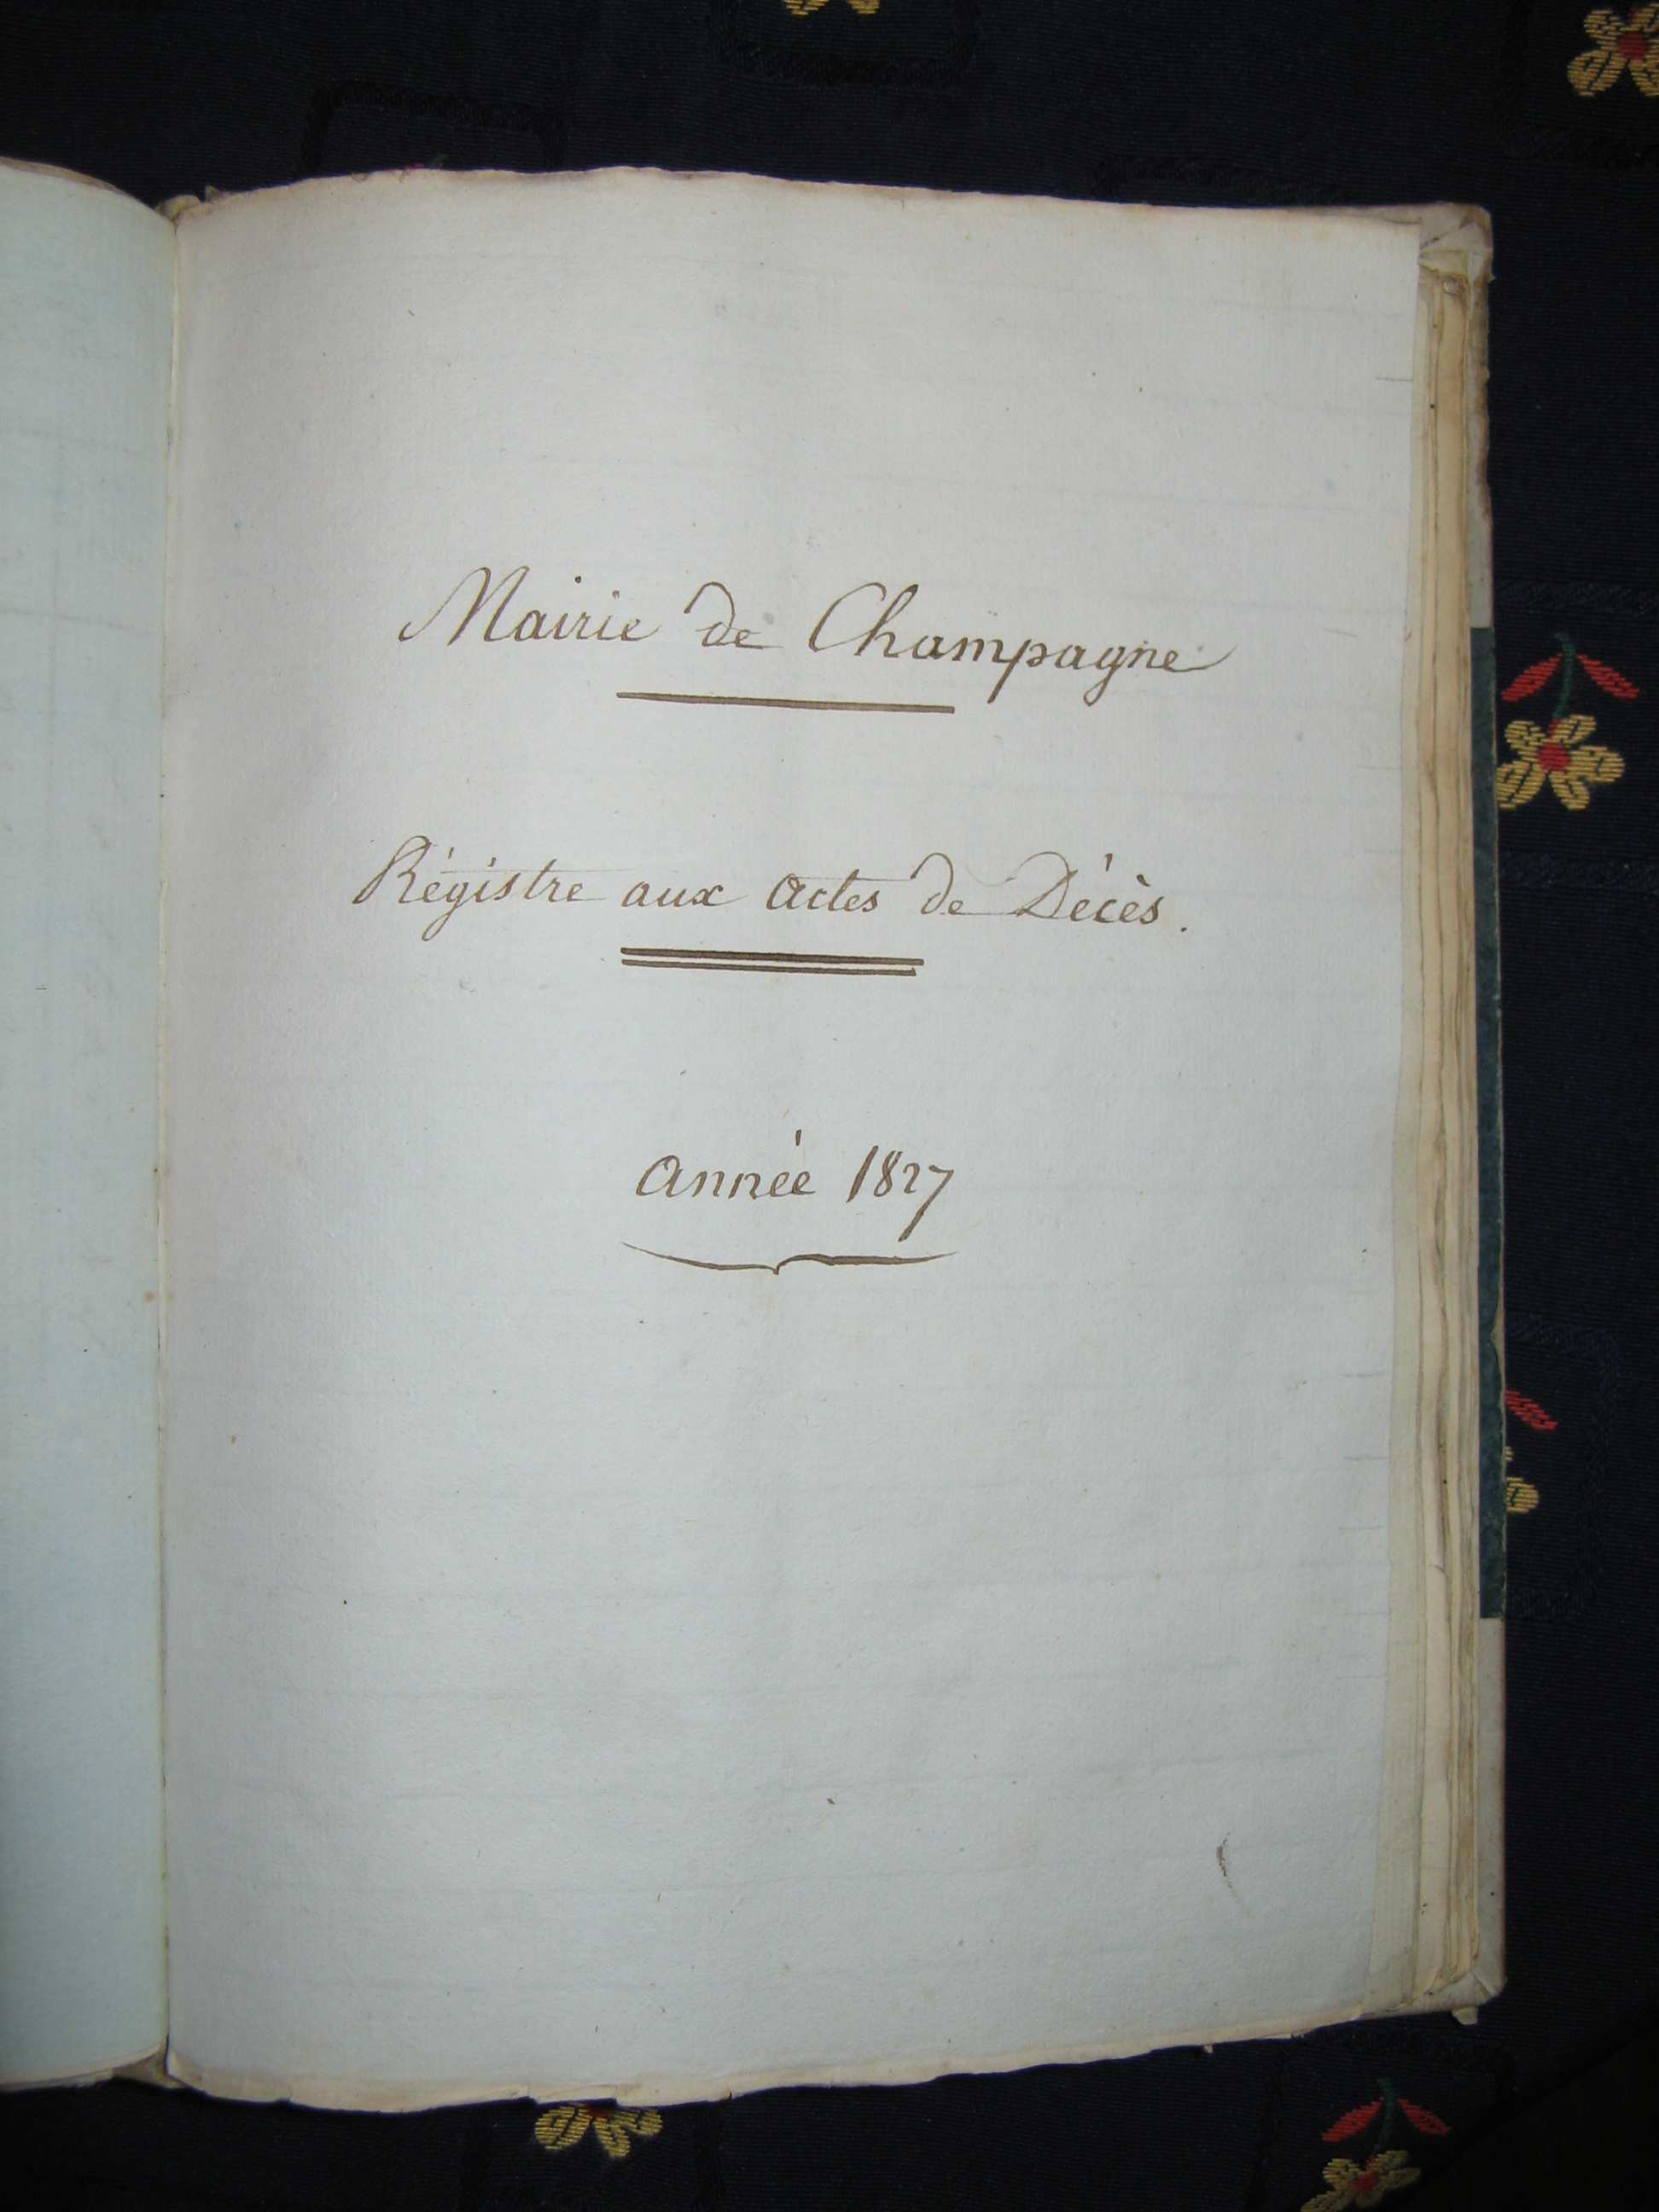 Mairie de Champagne
Régistre aux actes de Décès.
année 1827